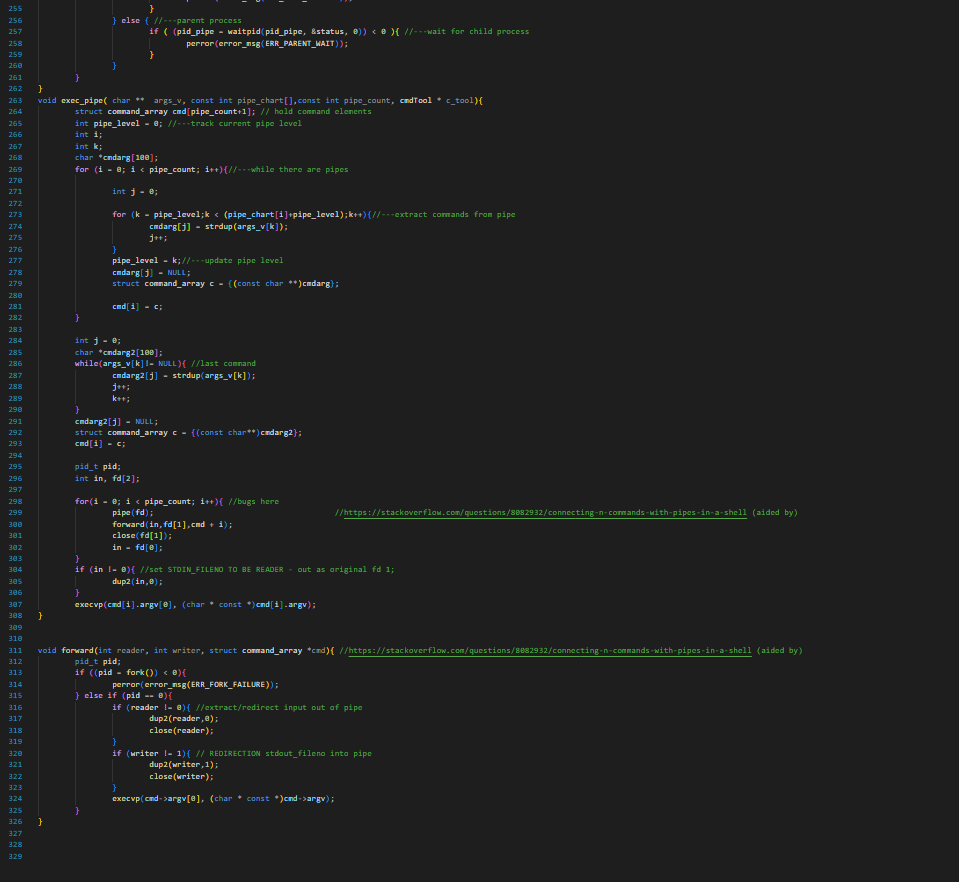 255 }
256 } else { //---parent process
257 if ( (pid_pipe = waitpid(pid_pipe, &status, 0)) < 0 ){ //---wait for child process
258 perror(error_msg(ERR_PARENT_WAIT));
259 }
260 }
261 }
262 }
263 void exec_pipe( char ** args_v, const int pipe_chart[],const int pipe_count, cmdTool * c_tool){
264 struct command_array cmd[pipe_count+1]; // hold command elements
265 int pipe_level = 0; //---track current pipe level
266 int i;
267 int k;
268 char *cmdarg[100];
269 for (i = 0; i < pipe_count; i++){//---while there are pipes
270
271 int j = 0;
272
273 for (k = pipe_level;k < (pipe_chart[i]+pipe_level);k++){//---extract commands from pipe
274 cmdarg[j] = strdup(args_v[k]);
275 j++;
276 }
277 pipe_level = k;//---update pipe level
278 cmdarg[j] = NULL;
279 struct command_array c = {(const char **)cmdarg};
280
281 cmd[i] = c;
282 }
283
284 int j = 0;
285 char *cmdarg2[100];
286 while(args_v[k]!= NULL){ //last command
287 cmdarg2[j] = strdup(args_v[k]);
288 j++;
289 k++;
290 }
291 cmdarg2[j] = NULL;
292 struct command_array c = {(const char**)cmdarg2};
293 cmd[i] = c;
294
295 pid_t pid;
296 int in, fd[2];
297
298 for(i = 0; i < pipe_count; i++){ //bugs here
299 pipe(fd); //https://stackoverflow.com/questions/8082932/connecting-n-commands-with-pipes-in-a-shell (aided by)
300 forward(in,fd[1],cmd + i);
301 close(fd[1]);
302 in = fd[0];
303 }
304 if (in != 0){ //set STDIN_FILENO TO BE READER - out as original fd 1;
305 dup2(in,0);
306 }
307 execvp(cmd[i].argv[0], (char * const *)cmd[i].argv);
308 }
309
310
311 void forward(int reader, int writer, struct command_array *cmd){ //https://stackoverflow.com/questions/8082932/connecting-n-commands-with-pipes-in-a-shell (aided by)
312 pid_t pid;
313 if ((pid = fork()) < 0){
314 perror(error_msg(ERR_FORK_FAILURE));
315 } else if (pid == 0){
316 if (reader != 0){ //extract/redirect input out of pipe
317 dup2(reader,0);
318 close(reader);
319 }
320 if (writer != 1){ // REDIRECTION stdout_fileno into pipe
321 dup2(writer,1);
322 close(writer);
323 }
324 execvp(cmd->argv[0], (char * const *)cmd->argv);
325 }
326 }
327
328
329